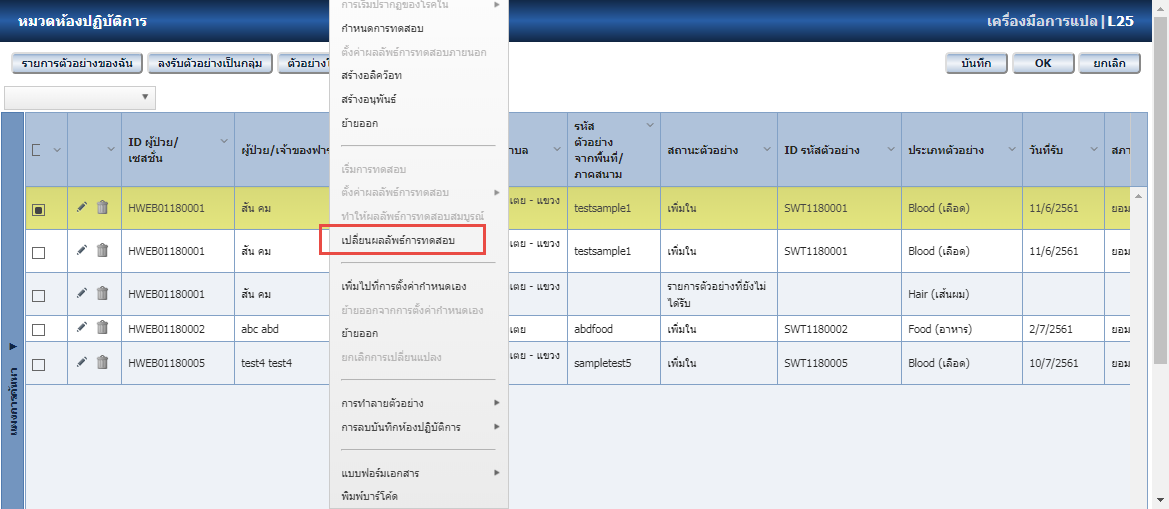 หมวดห้องปฏิบัติการ
เครื่องมือการแปล|L25
รายการตัวอย่างของฉัน
ลงรับตัวอย่างเป็นกลุ่ม
บันทึก
OK
ยกเลิก
การเริ่มปรากฏของโรคใน
กำหนดการทดสอบ
ตั้งค่าผลลัพธ์การทดสอบภายนอก
สร้างอลิคว๊อท
สร้างอนุพันธ์
ย้ายออก
เริ่มการทดสอบ
ตั้งค่าผลลัพธ์การทดสอบ
ทำให้ผลลัพธ์การทดสอบสมบูรณ์
เปลี่ยนผลลัพธ์การทดสอบ
เพิ่มไปที่การตั้งค่ากำหนดเอง
ย้ายออกจากการตั้งค่ากำหนดเอง
ย้ายออก
ยกเลิกการเปลี่ยนแปลง
การทำลายตัวอย่าง
การลบบันทึกห้องปฏิบัติการ
แบบฟอร์มเอกสาร
พิมพ์บาร์โค้ด
ID ผู้ป่วย/
เซสชั่น
ผู้ป่วย/เจ้าของฟาร
รหัส
ตัวอย่าง
จากพื้นที่/
ภาคสนาม
สถานะตัวอย่าง
ID รหัสตัวอย่าง
ประเภทตัวอย่าง
วันที่รับ
HWEB01180001 สัน คม เตย - แขวง testsample1 เพิ่มใน SWT1180001 Blood (เลือด) 11/6/2561 ยอม
HWEB01180001 สัน คม เตย - แขวง testsample1 เพิ่มใน SWT1180001 Blood (เลือด) 11/6/2561 ยอม
HWEB01180001 สัน คม เตย - แขวง รายการตัวอย่างที่ยังไม่
ได้รับ Hair (เส้นผม)
HWEB01180002 abc abd เตย abdfood เพิ่มใน SWT1180002 Food (อาหาร) 2/7/2561 ยอม
HWEB01180005 test4 test4 เตย - แขวง sampletest5 เพิ่มใน SWT1180005 Blood (เลือด) 10/7/2561 ยอม
แผงการค้นหา